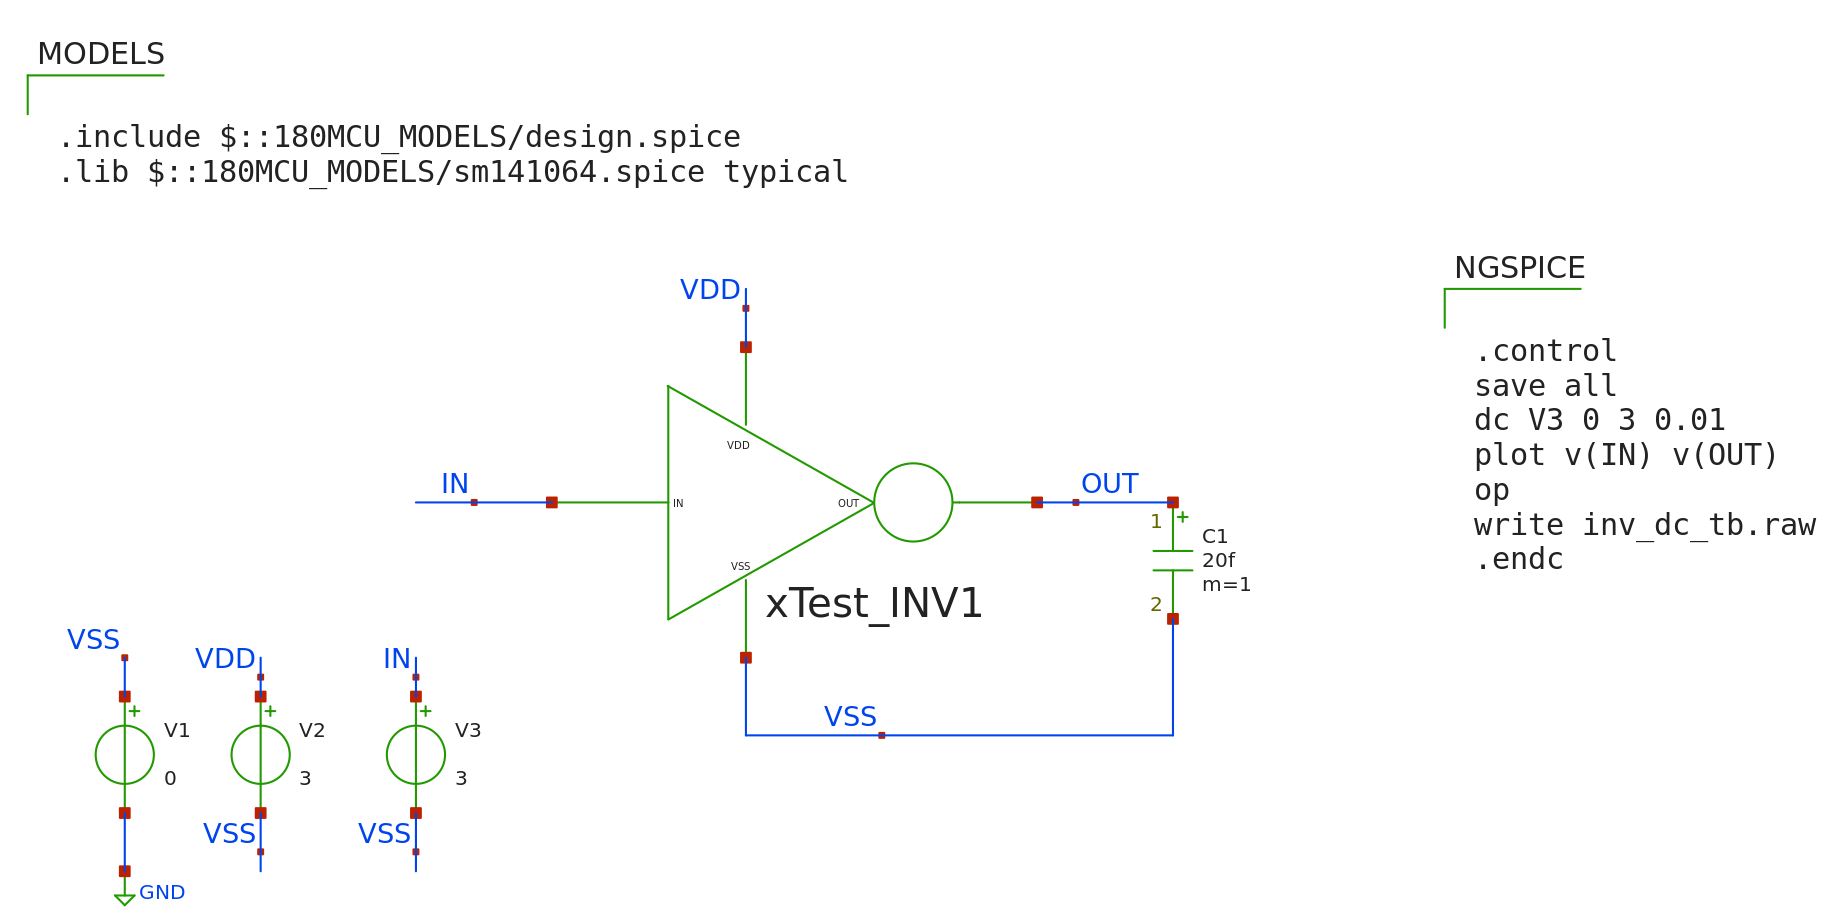 MODELS
.include $::180MCU_MODELS/design.spice
.lib $::180MCU_MODELS/sm141064.spice typical
NGSPICE
.control
save all
dc V3 0 3 0.01
plot v(IN) v(OUT)
op
write inv_dc_tb.raw
.endc
VDD
VDD
IN
IN
OUT
OUT
VSS
xTest_INV1
1
+
C1
20f
m=1
2
VSS
VSS
+
V1
0
GND
VDD
+
V2
3
VSS
IN
+
V3
3
VSS